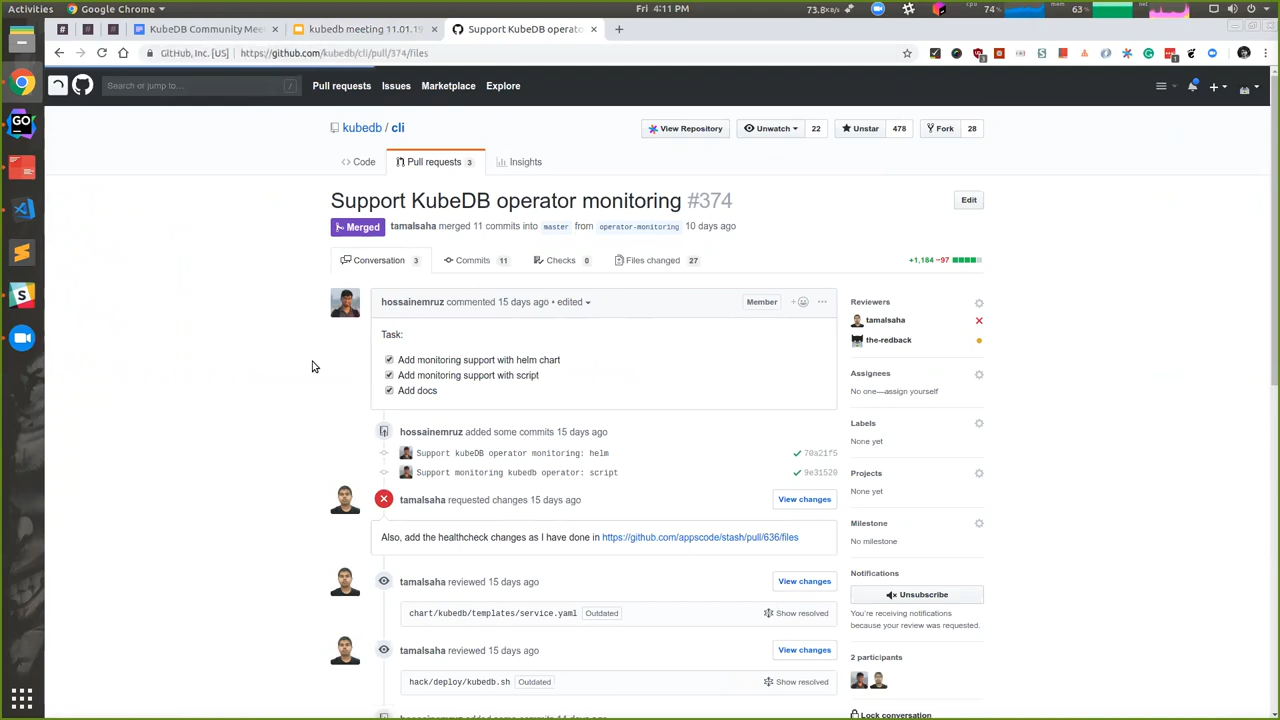 Activities Google Chrome Fri 4:11 PM 73.8KB/s 74% 63%
KubeDB Community Mee kubedb meeting 11.01.19 Support KubeDB operato
GitHub, Inc. [US] https://github.com/kubedb/cli/pull/374/files
Search or jump to... / Pull requests Issues Marketplace Explore
kubedb / cli View Repository Unwatch 22 Unstar 478 Fork 28
Code Pull requests 3 Insights
Support KubeDB operator monitoring #374 Edit
Merged tamalsaha merged 11 commits into master from operator-monitoring 10 days ago
Conversation 3 Commits 11 Checks 0 Files changed 27 +1,184 −97
hossainemruz commented 15 days ago • edited Member
Task:
Add monitoring support with helm chart
Add monitoring support with script
Add docs
hossainemruz added some commits 15 days ago
Support kubeDB operator monitoring: helm 70a21f5
Support monitoring kubedb operator: script 9e31520
tamalsaha requested changes 15 days ago View changes
Also, add the healthcheck changes as I have done in https://github.com/appscode/stash/pull/636/files
tamalsaha reviewed 15 days ago View changes
chart/kubedb/templates/service.yaml Outdated Show resolved
tamalsaha reviewed 15 days ago View changes
hack/deploy/kubedb.sh Outdated Show resolved
Reviewers
tamalsaha
the-redback
Assignees
No one—assign yourself
Labels
None yet
Projects
None yet
Milestone
No milestone
Notifications
Unsubscribe
You're receiving notifications
because your review was requested.
2 participants
Lock conversation